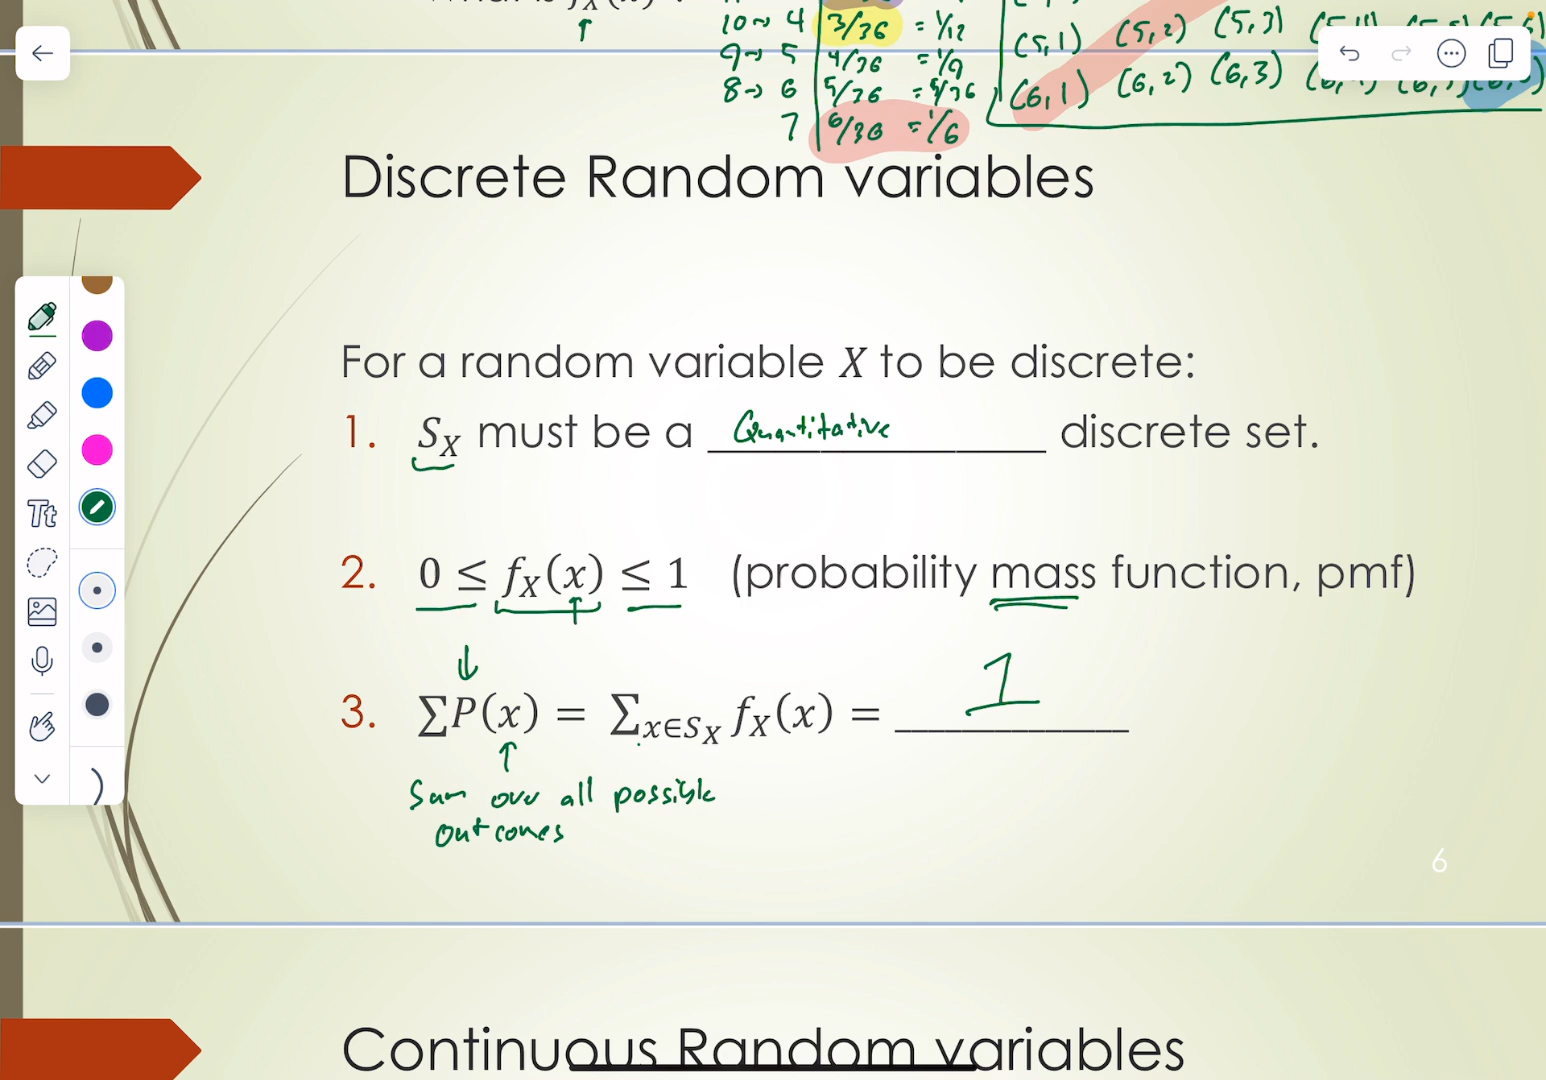 10→ 4 3/36 = 1/12
9→ 5 4/36 = 1/9
8→ 6 5/36 = 5/36
7 6/36 = 1/6
(5,1) (5,2) (5,3)
(6,1) (6,2) (6,3)
Discrete Random variables
For a random variable X to be discrete:
1. S_X must be a Quantitative discrete set.
2. 0 ≤ f_X(x) ≤ 1 (probability mass function, pmf)
3. ∑P(x) = ∑_{x∈S_X} f_X(x) = 1
Sum over all possible
outcomes
6
Continuous Random variables
Tt